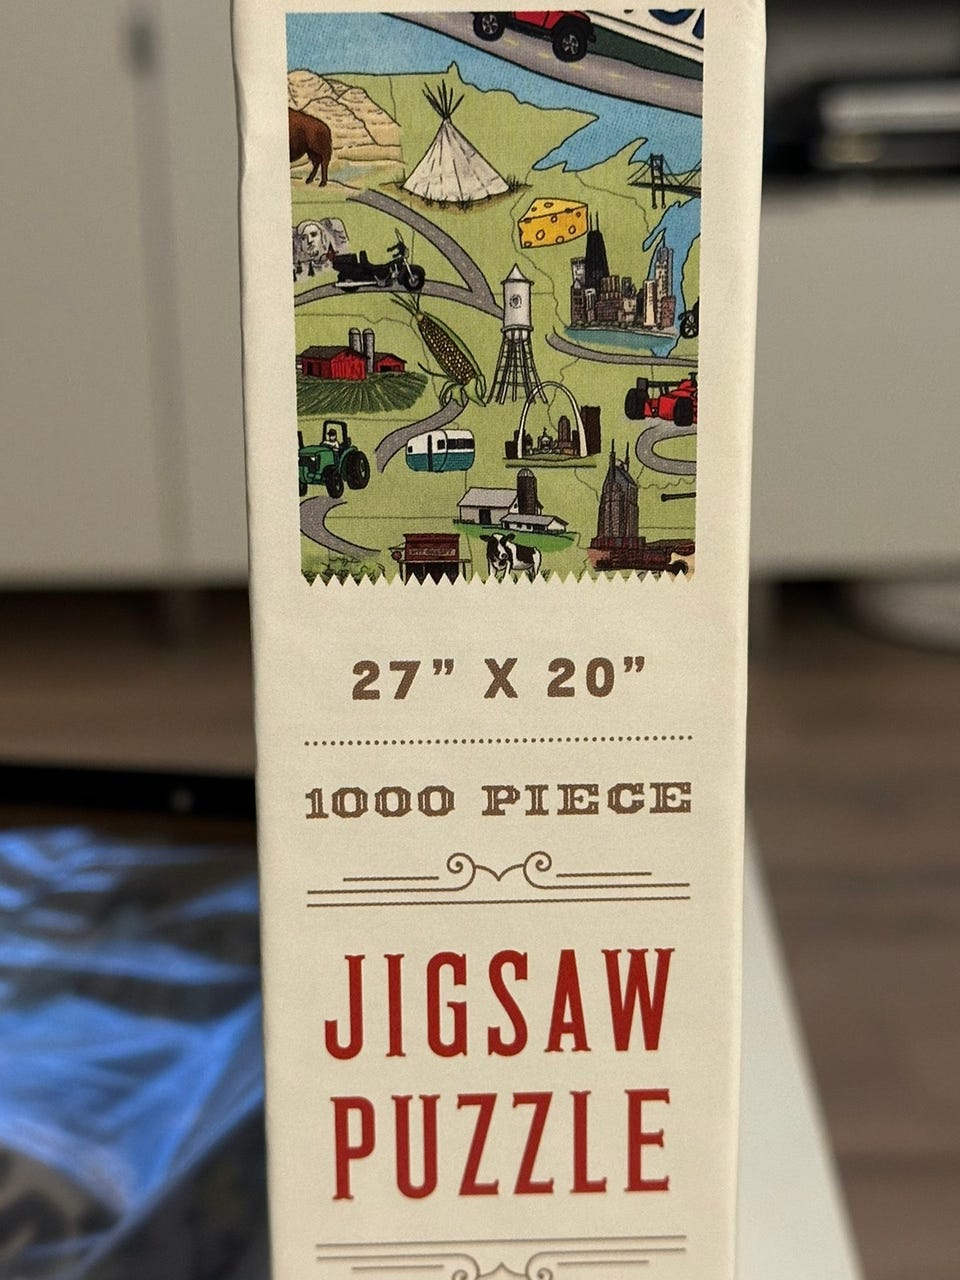 27” X 20”
1000 PIECE
JIGSAW
PUZZLE